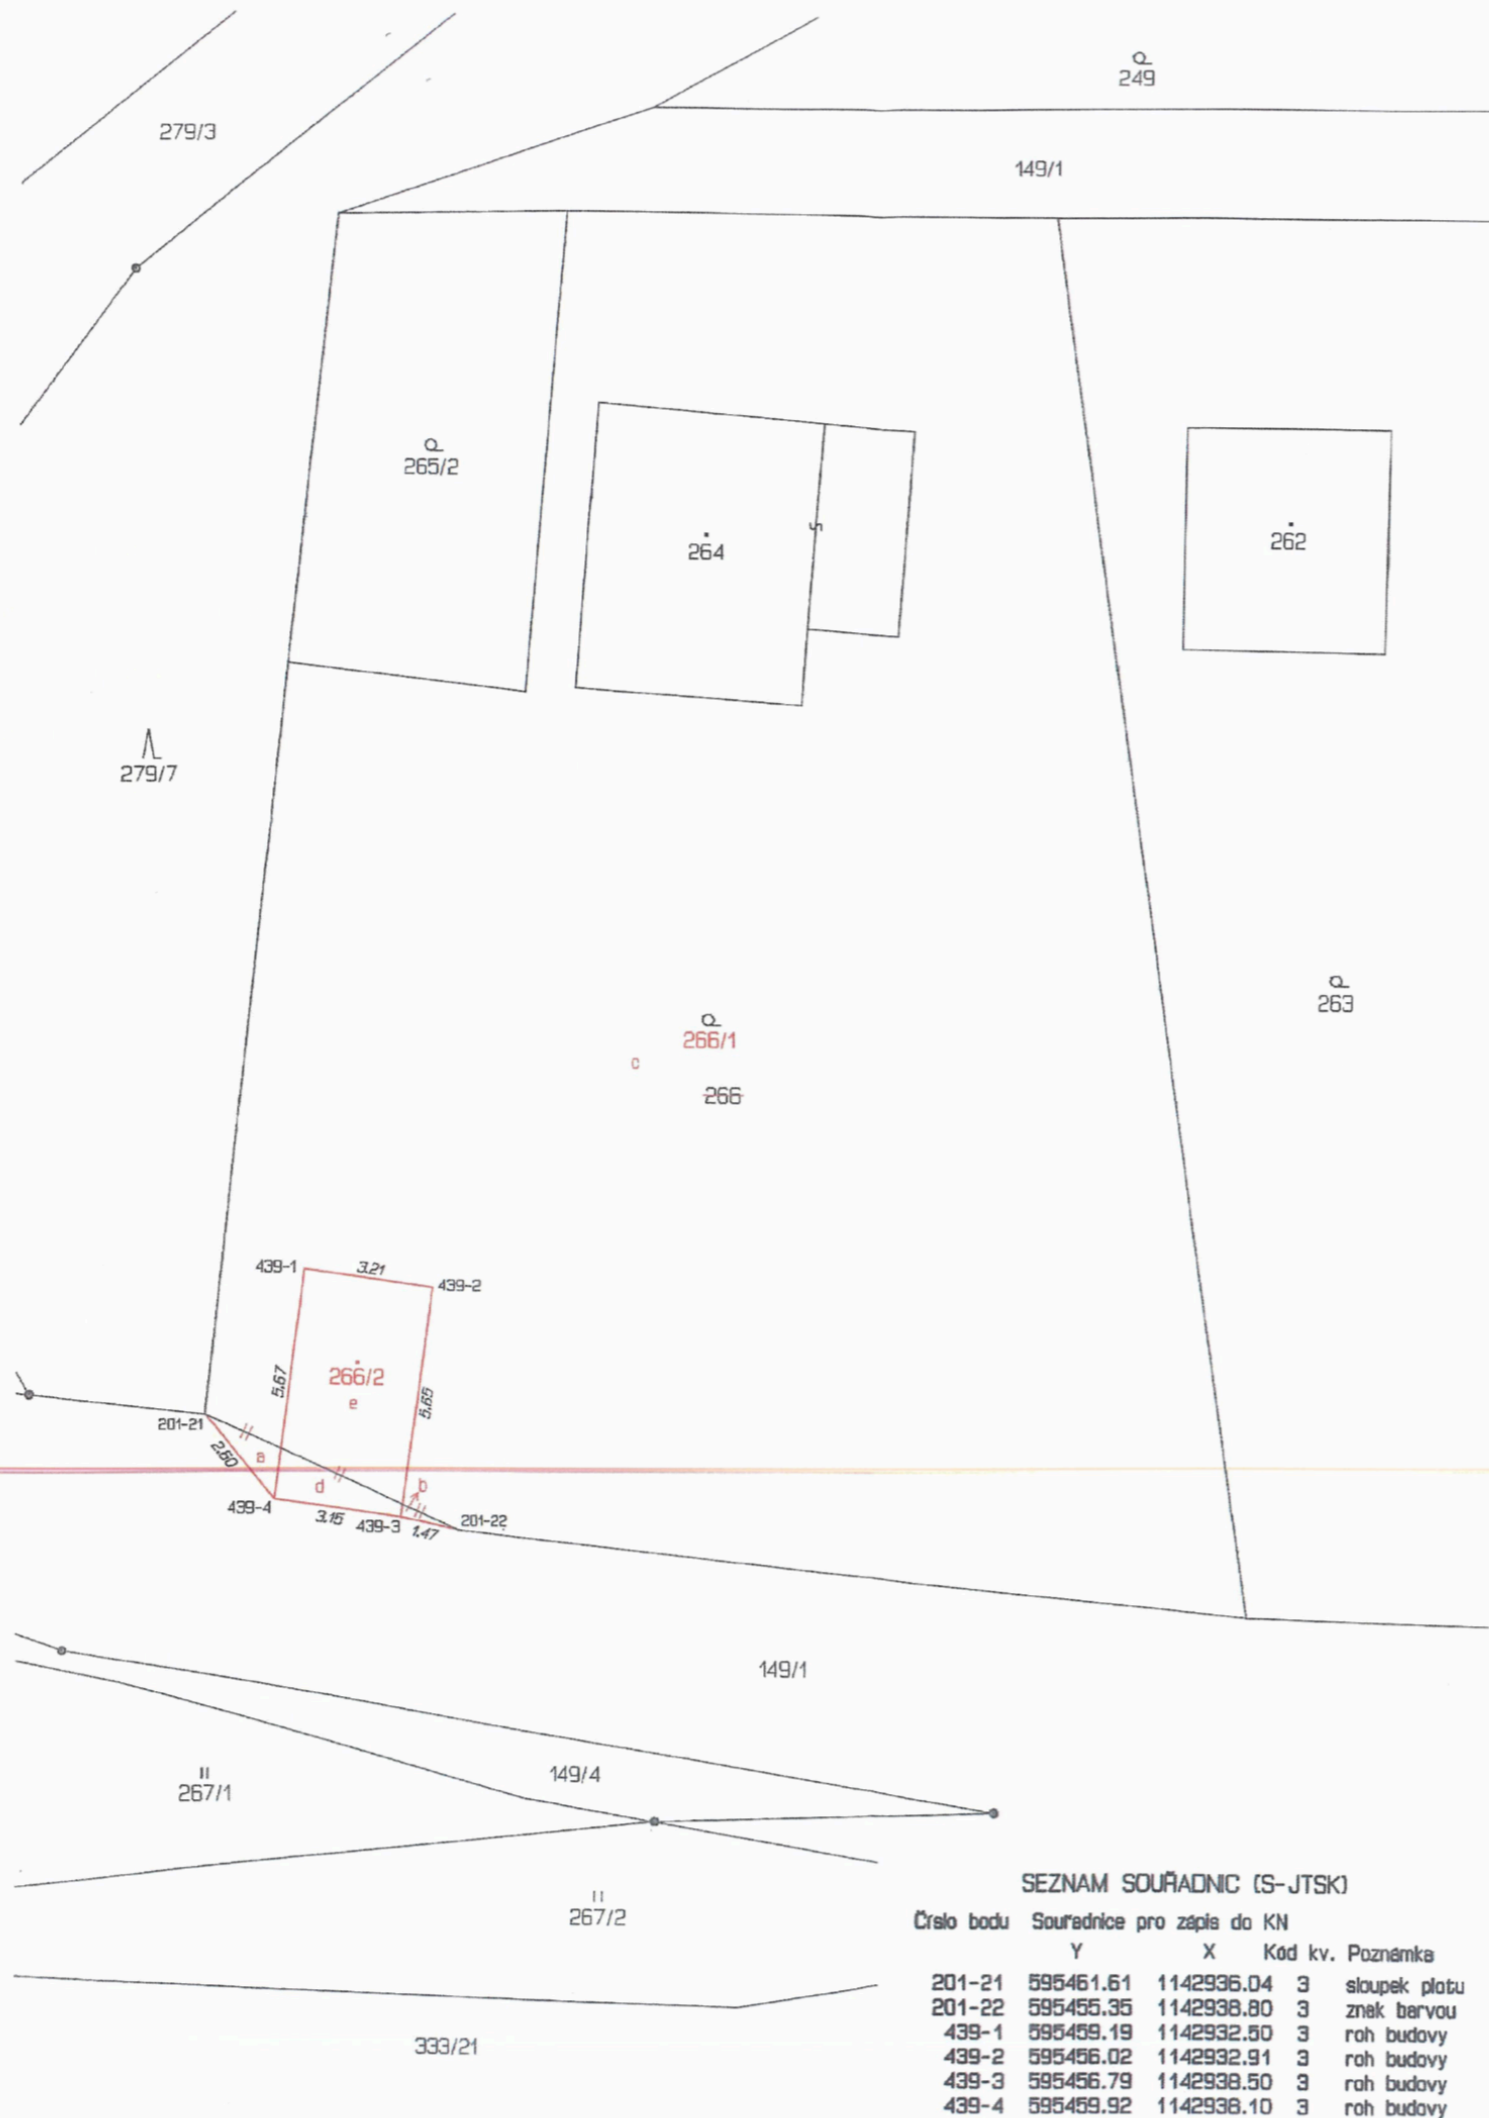 249
279/3
149/1
265/2
264
262
279/7
263
266/1
c
266
439-1
3.21
439-2
5.67
266/2
e
5.65
201-21
2.60
a
d
b
439-4
3.15
439-3
1.47
201-22
149/1
267/1
149/4
267/2
333/21
SEZNAM SOUŘADNIC (S-JTSK)
Číslo bodu Souřadnice pro zápis do KN
Y X Kód kv. Poznámka
201-21 595461.61 1142936.04 3 sloupek plotu
201-22 595455.35 1142938.80 3 znak barvou
439-1 595459.19 1142932.50 3 roh budovy
439-2 595456.02 1142932.91 3 roh budovy
439-3 595456.79 1142938.50 3 roh budovy
439-4 595459.92 1142938.10 3 roh budovy